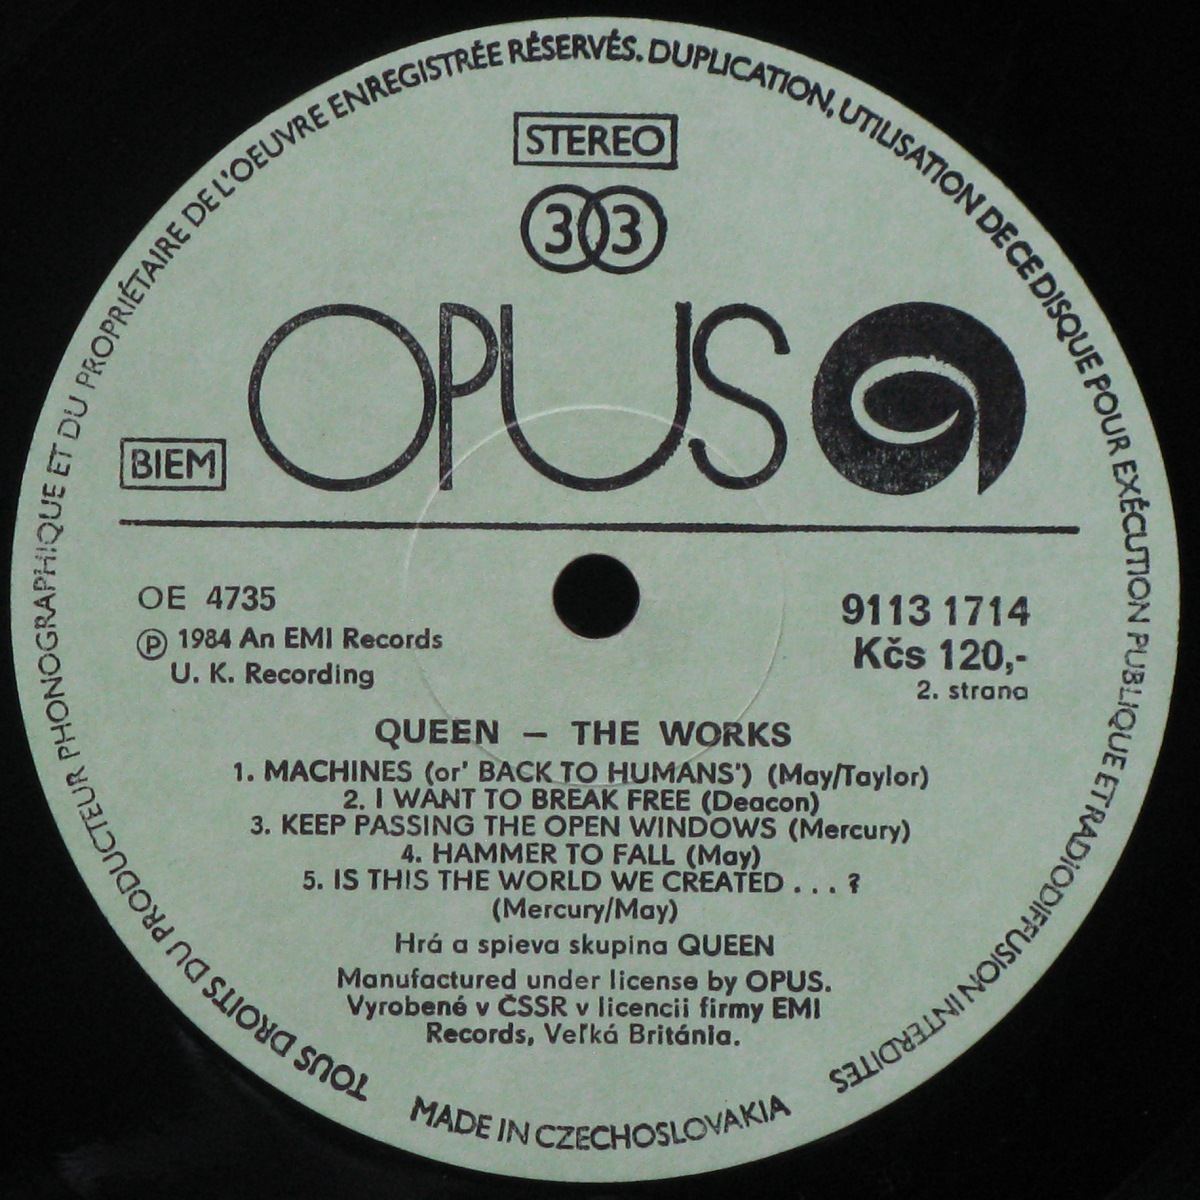 TOUS DROITS DU PRODUCTEUR PHONOGRAPHIQUE ET DU PROPRIÉTAIRE DE L'OEUVRE ENREGISTRÉE RÉSERVÉS. DUPLICATION, UTILISATION DE CE DISQUE POUR EXÉCUTION PUBLIQUE ET RADIODIFFUSION INTERDITES
STEREO
33
OPUS
BIEM
OE 4735
Ⓟ 1984 An EMI Records
U. K. Recording
9113 1714
Kčs 120,-
2. strana
QUEEN — THE WORKS
1. MACHINES (or' BACK TO HUMANS') (May/Taylor)
2. I WANT TO BREAK FREE (Deacon)
3. KEEP PASSING THE OPEN WINDOWS (Mercury)
4. HAMMER TO FALL (May)
5. IS THIS THE WORLD WE CREATED . . . ?
(Mercury/May)
Hrá a spieva skupina QUEEN
Manufactured under license by OPUS.
Vyrobené v ČSSR v licencii firmy EMI
Records, Veľká Británia.
MADE IN CZECHOSLOVAKIA